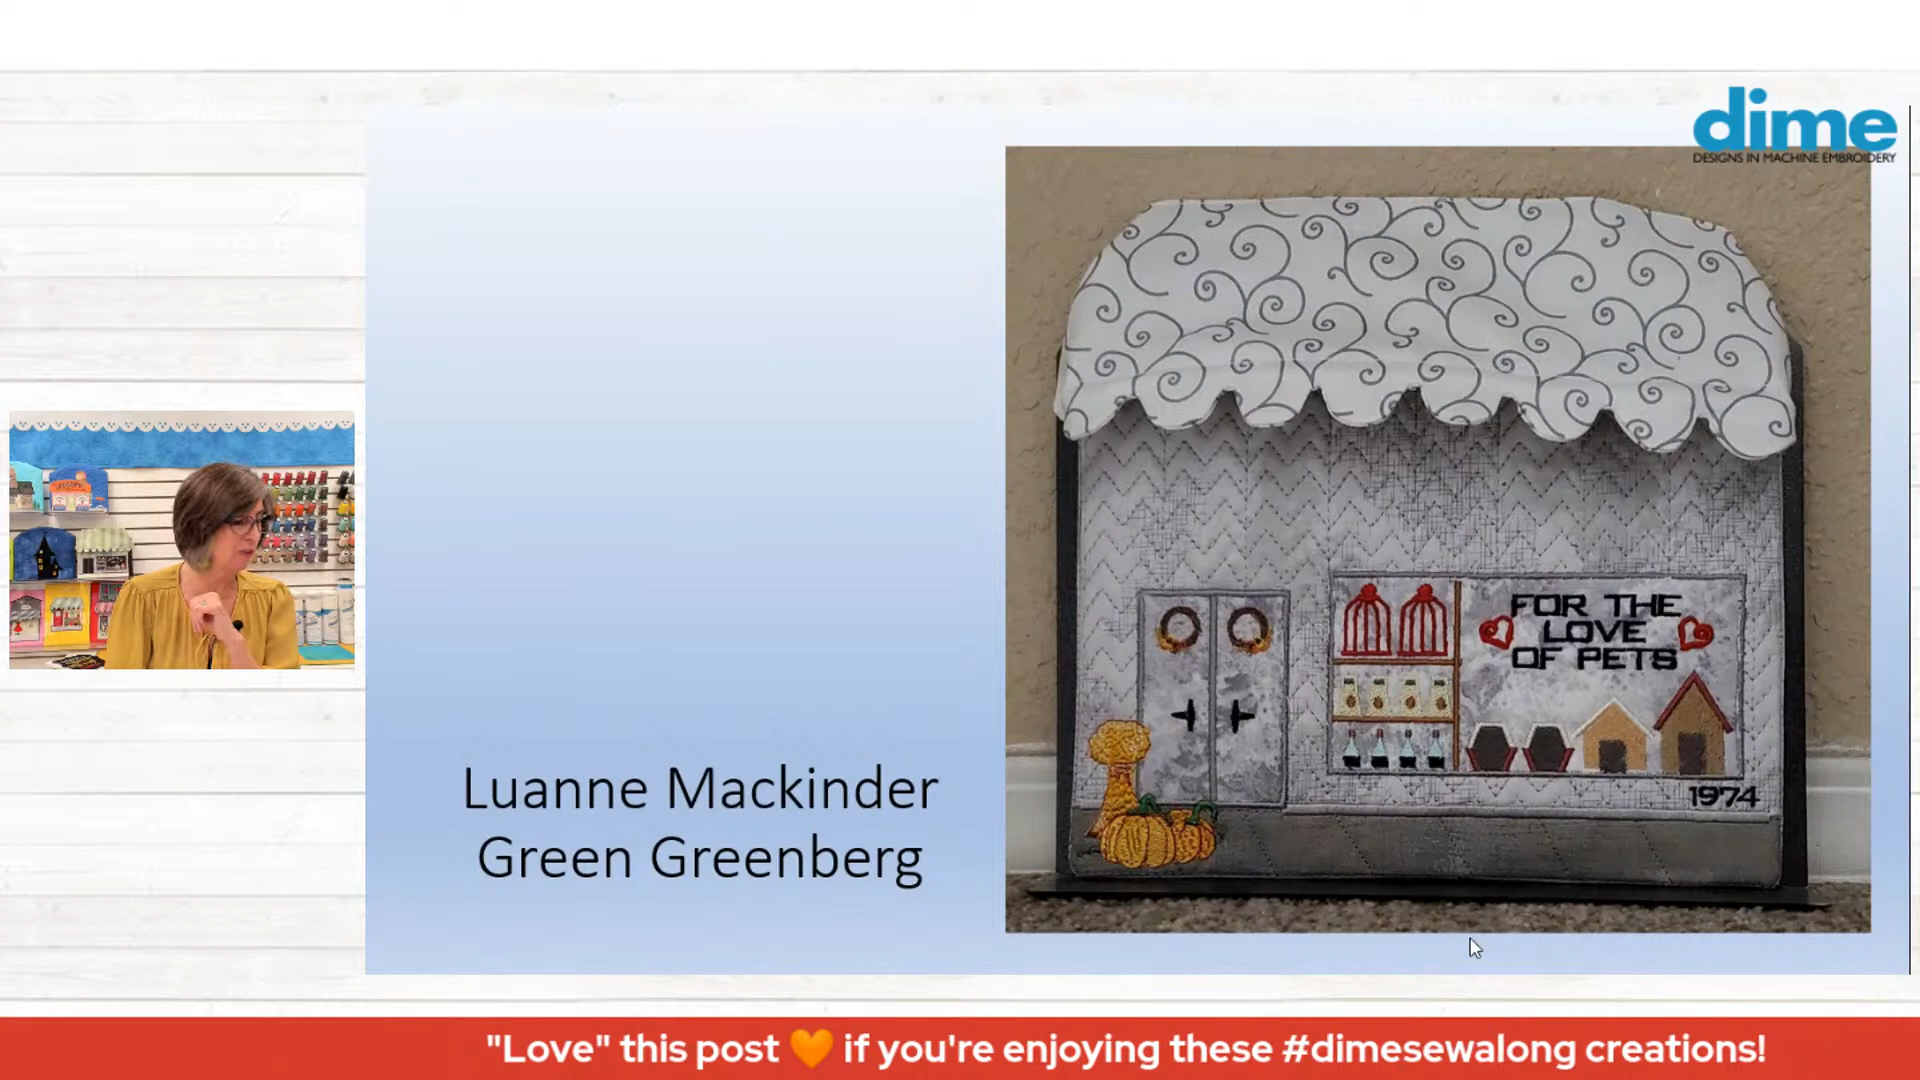 dime
DESIGNS IN MACHINE EMBROIDERY
FOR THE
LOVE
OF PETS
1974
Luanne Mackinder
Green Greenberg
"Love" this post 🧡 if you're enjoying these #dimesewalong creations!